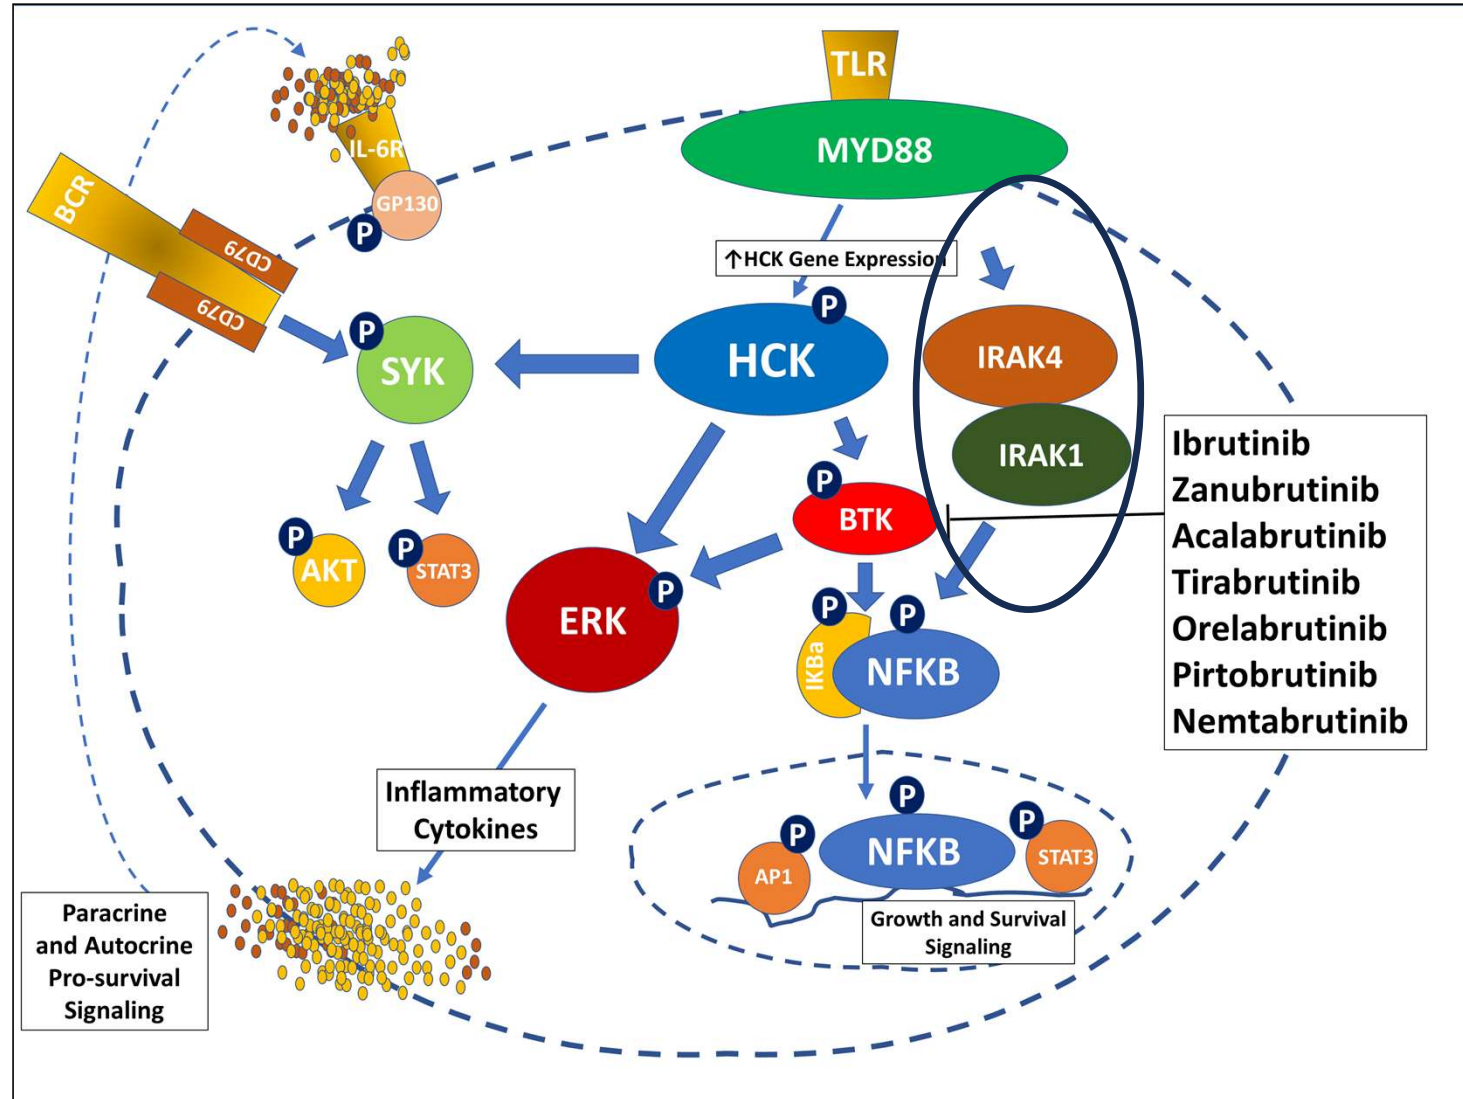 TLR
MYD88
IL-6R
GP130
P
BCR
CD79
CD79
↑HCK Gene Expression
P
HCK
P
SYK
IRAK4
IRAK1
P
BTK
P
AKT
P
STAT3
P
ERK
P
IKBa
P
NFKB
Ibrutinib
Zanubrutinib
Acalabrutinib
Tirabrutinib
Orelabrutinib
Pirtobrutinib
Nemtabrutinib
Inflammatory
Cytokines
P
NFKB
P
AP1
P
STAT3
Growth and Survival
Signaling
Paracrine
and Autocrine
Pro-survival
Signaling